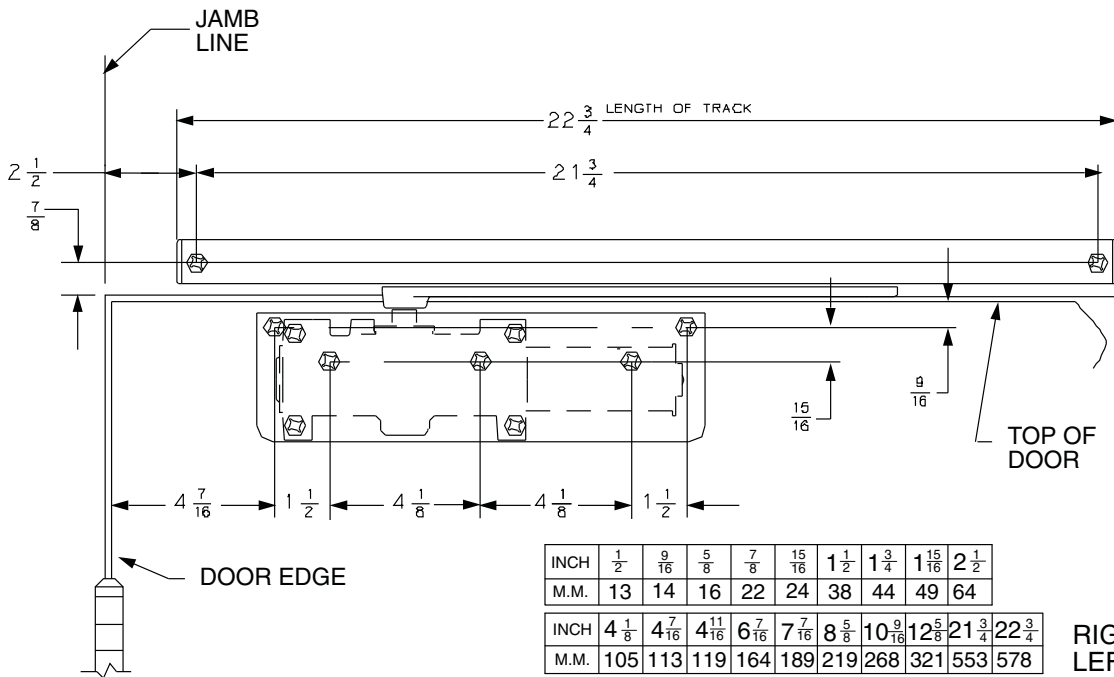 JAMB
LINE
22 3/4 LENGTH OF TRACK
2 1/2
21 3/4
7/8
9/16
15/16
TOP OF
DOOR
4 7/16 1 1/2 4 1/8 4 1/8 1 1/2
DOOR EDGE
INCH 1/2 9/16 5/8 7/8 15/16 1 1/2 1 3/4 1 15/16 2 1/2
M.M. 13 14 16 22 24 38 44 49 64
INCH 4 1/8 4 7/16 4 11/16 6 7/16 7 7/16 8 5/8 10 9/16 12 5/8 21 3/4 22 3/4
M.M. 105 113 119 164 189 219 268 321 553 578
RIG
LEF